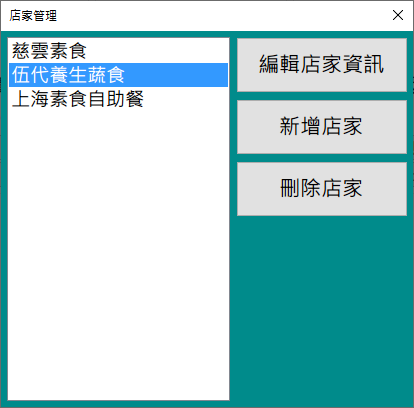 店家管理
慈雲素食
伍代養生蔬食
上海素食自助餐
編輯店家資訊
新增店家
刪除店家